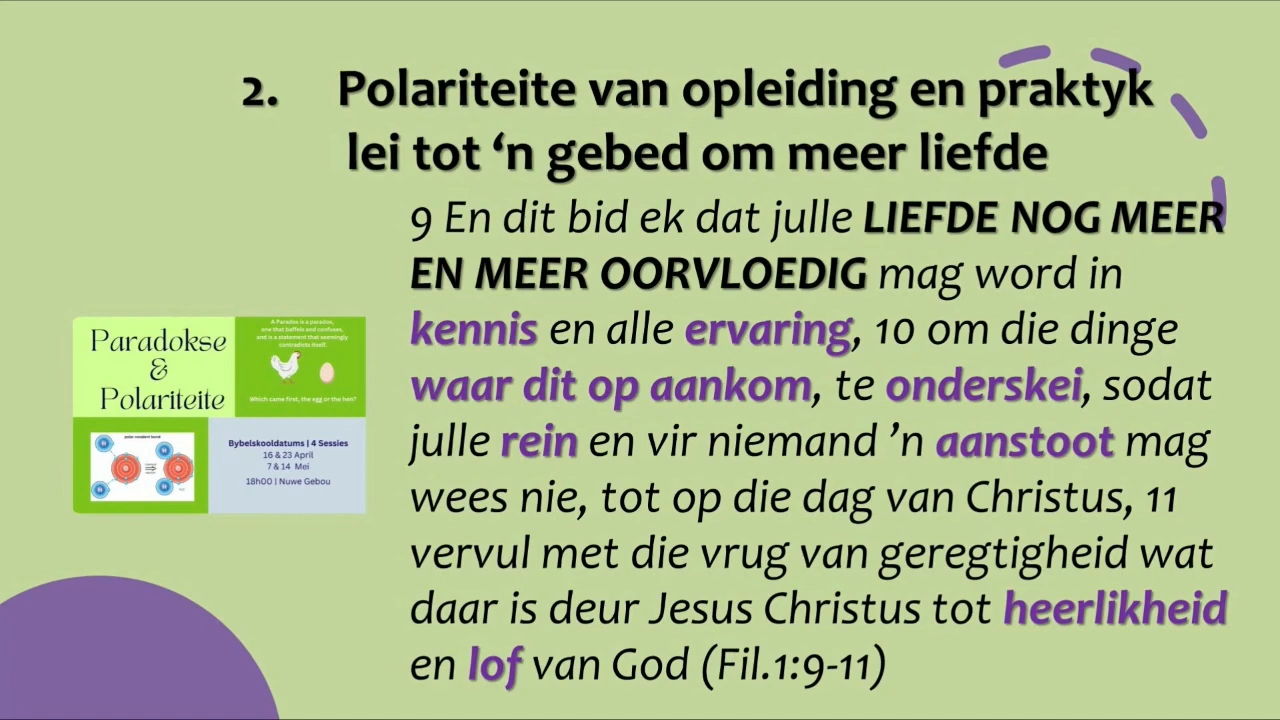 2. Polariteite van opleiding en praktyk
lei tot ‘n gebed om meer liefde
9 En dit bid ek dat julle LIEFDE NOG MEER
EN MEER OORVLOEDIG mag word in
kennis en alle ervaring, 10 om die dinge
waar dit op aankom, te onderskei, sodat
julle rein en vir niemand ’n aanstoot mag
wees nie, tot op die dag van Christus, 11
vervul met die vrug van geregtigheid wat
daar is deur Jesus Christus tot heerlikheid
en lof van God (Fil.1:9-11)
Paradokse
&
Polariteite
A Paradox is a paradox,
one that baffels and confuses,
and is a statement that seemingly
contradicts itself.
Which came first, the egg or the hen?
polar covalent bond
Bybelskooldatums | 4 Sessies
16 & 23 April
7 & 14 Mei
18h00 | Nuwe Gebou